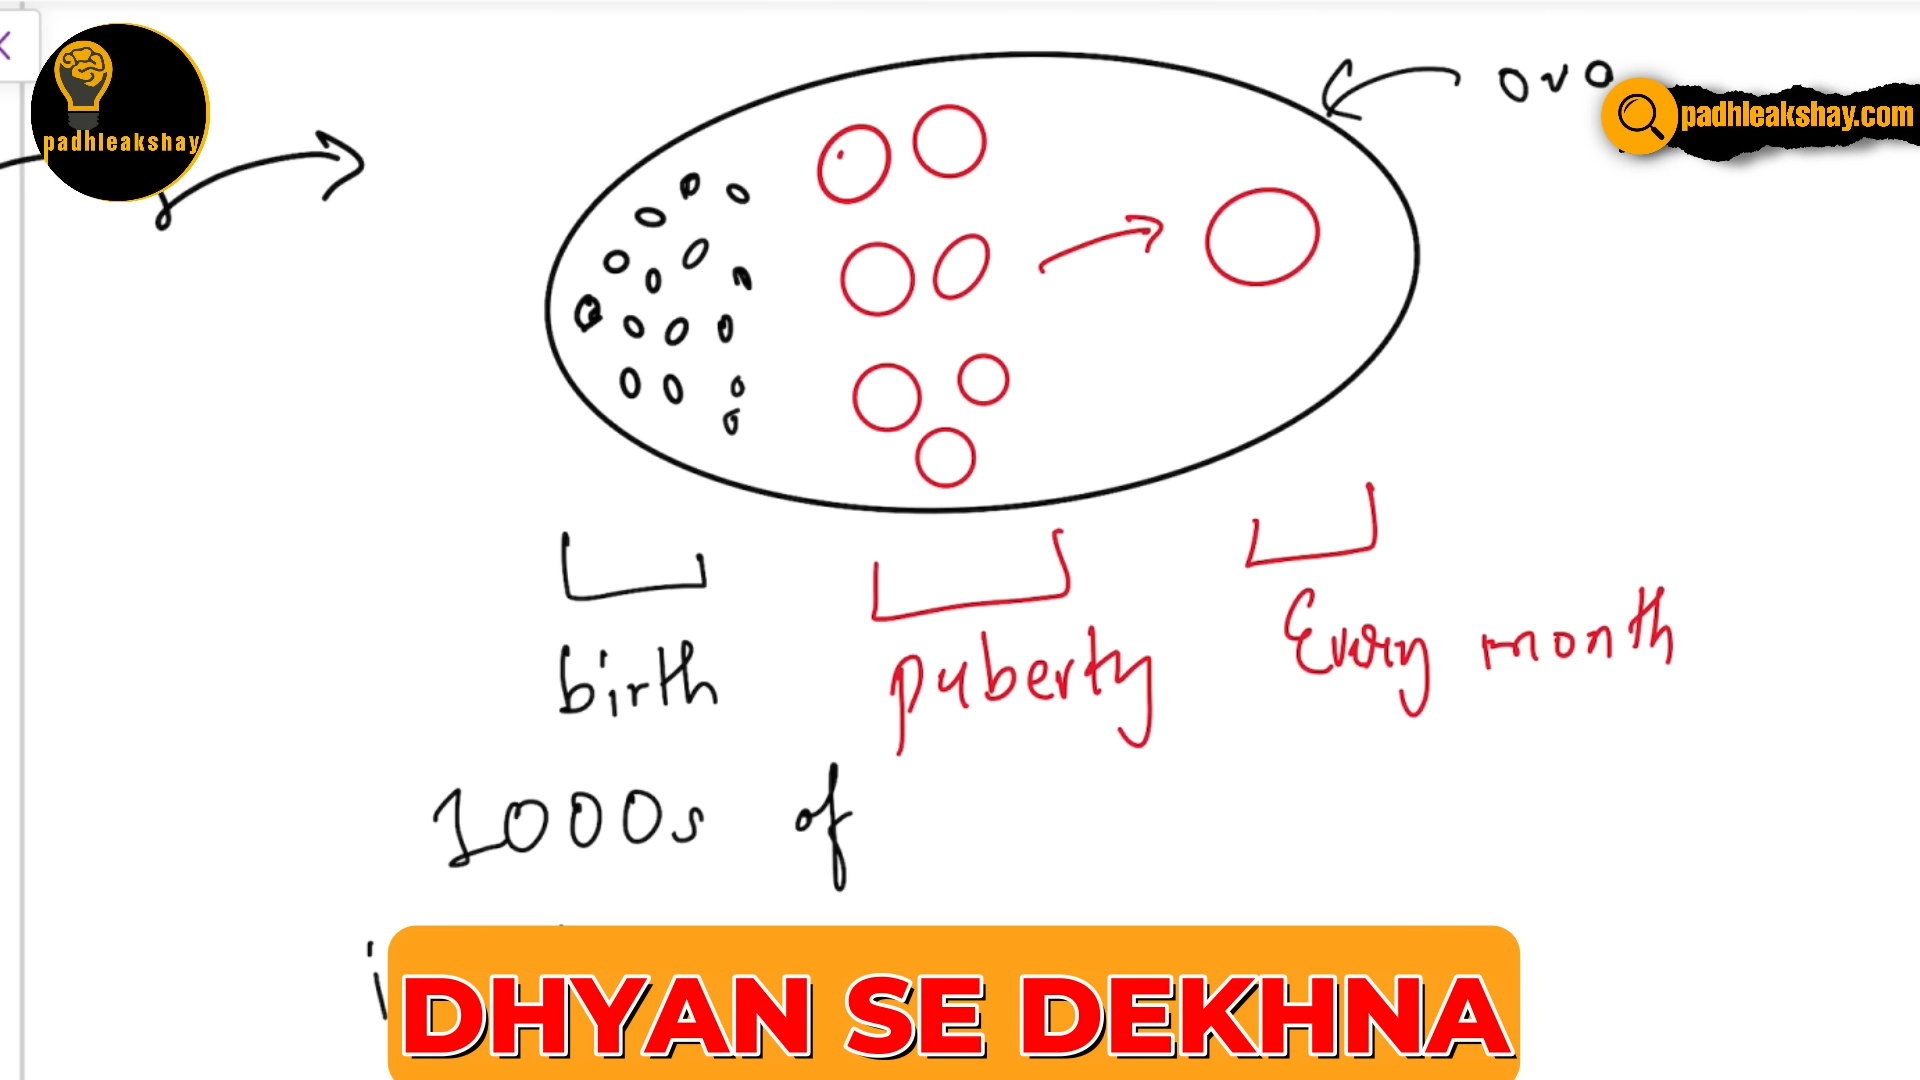 padhleakshay
ovo
padhleakshay.com
birth
puberty
Every month
1000s of
DHYAN SE DEKHNA